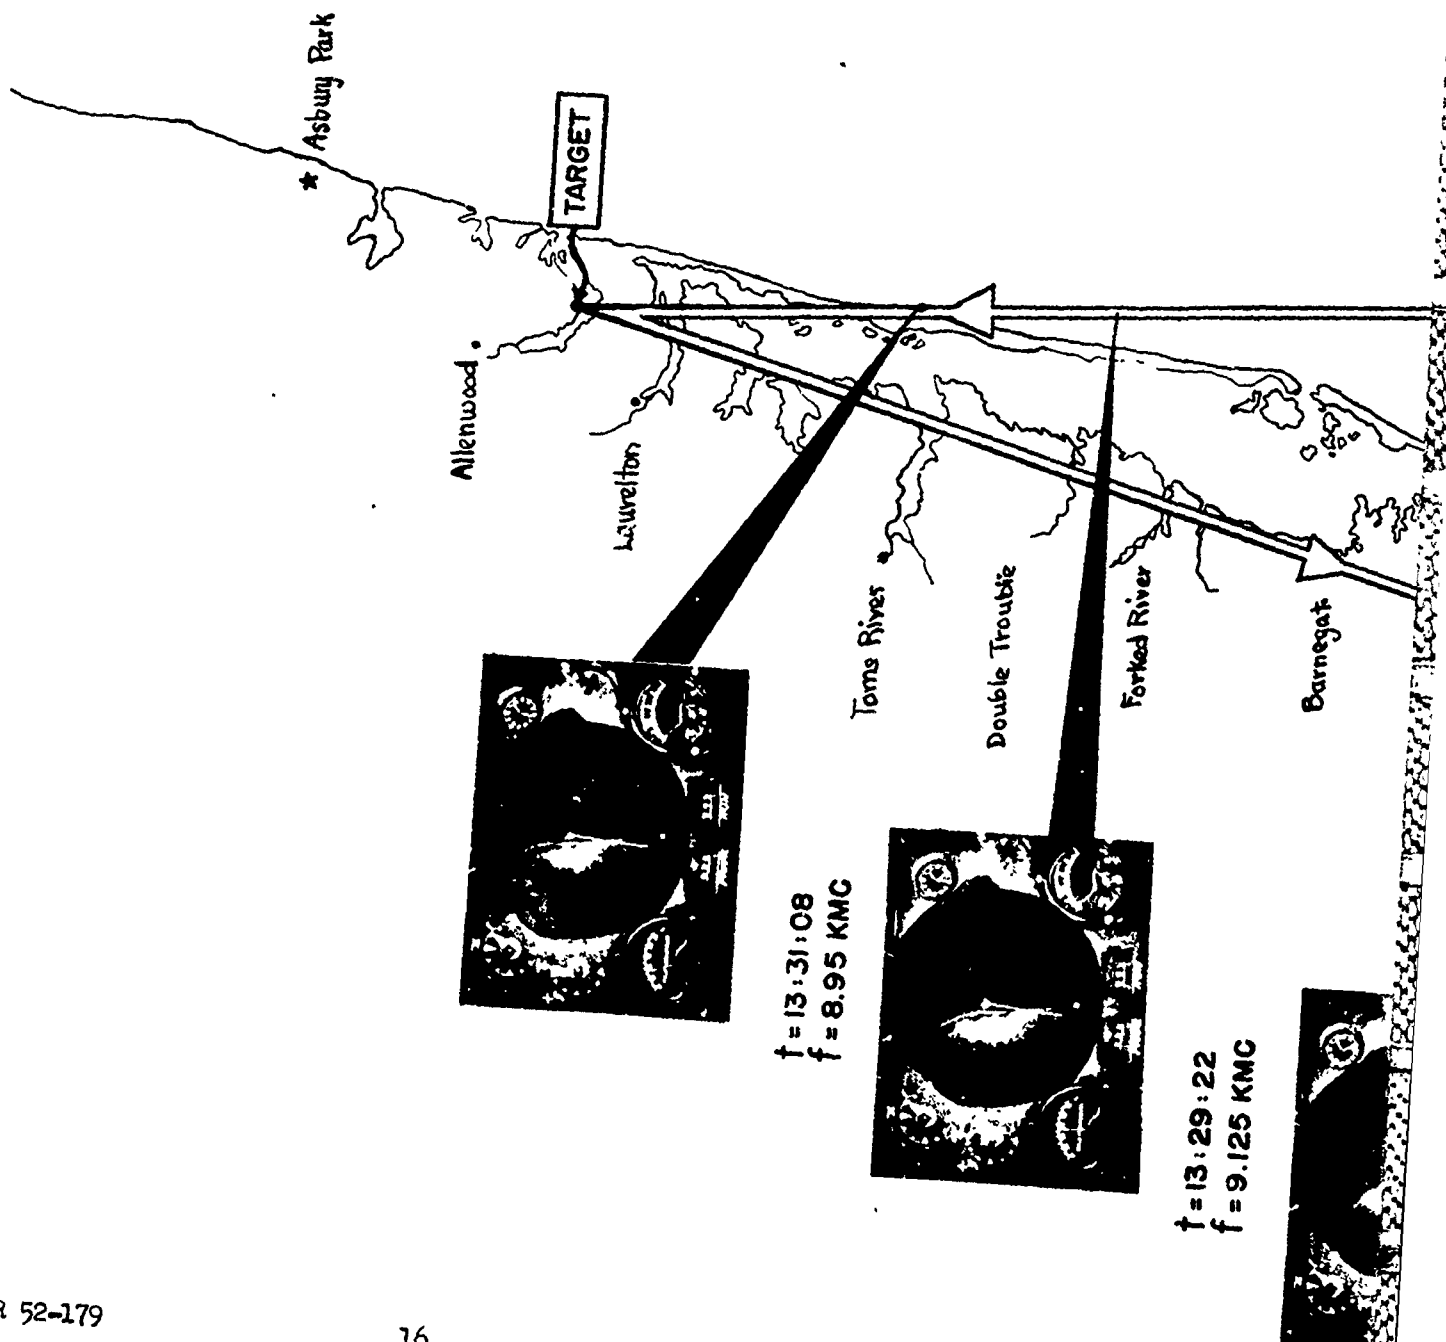 Asbury Park
TARGET
Allenwood
Laurelton
Toms River
Double Trouble
Forked River
Barnegat
t = 13:31:08
f = 8.95 KMC
t = 13:29:22
f = 9.125 KMC
52-179
16